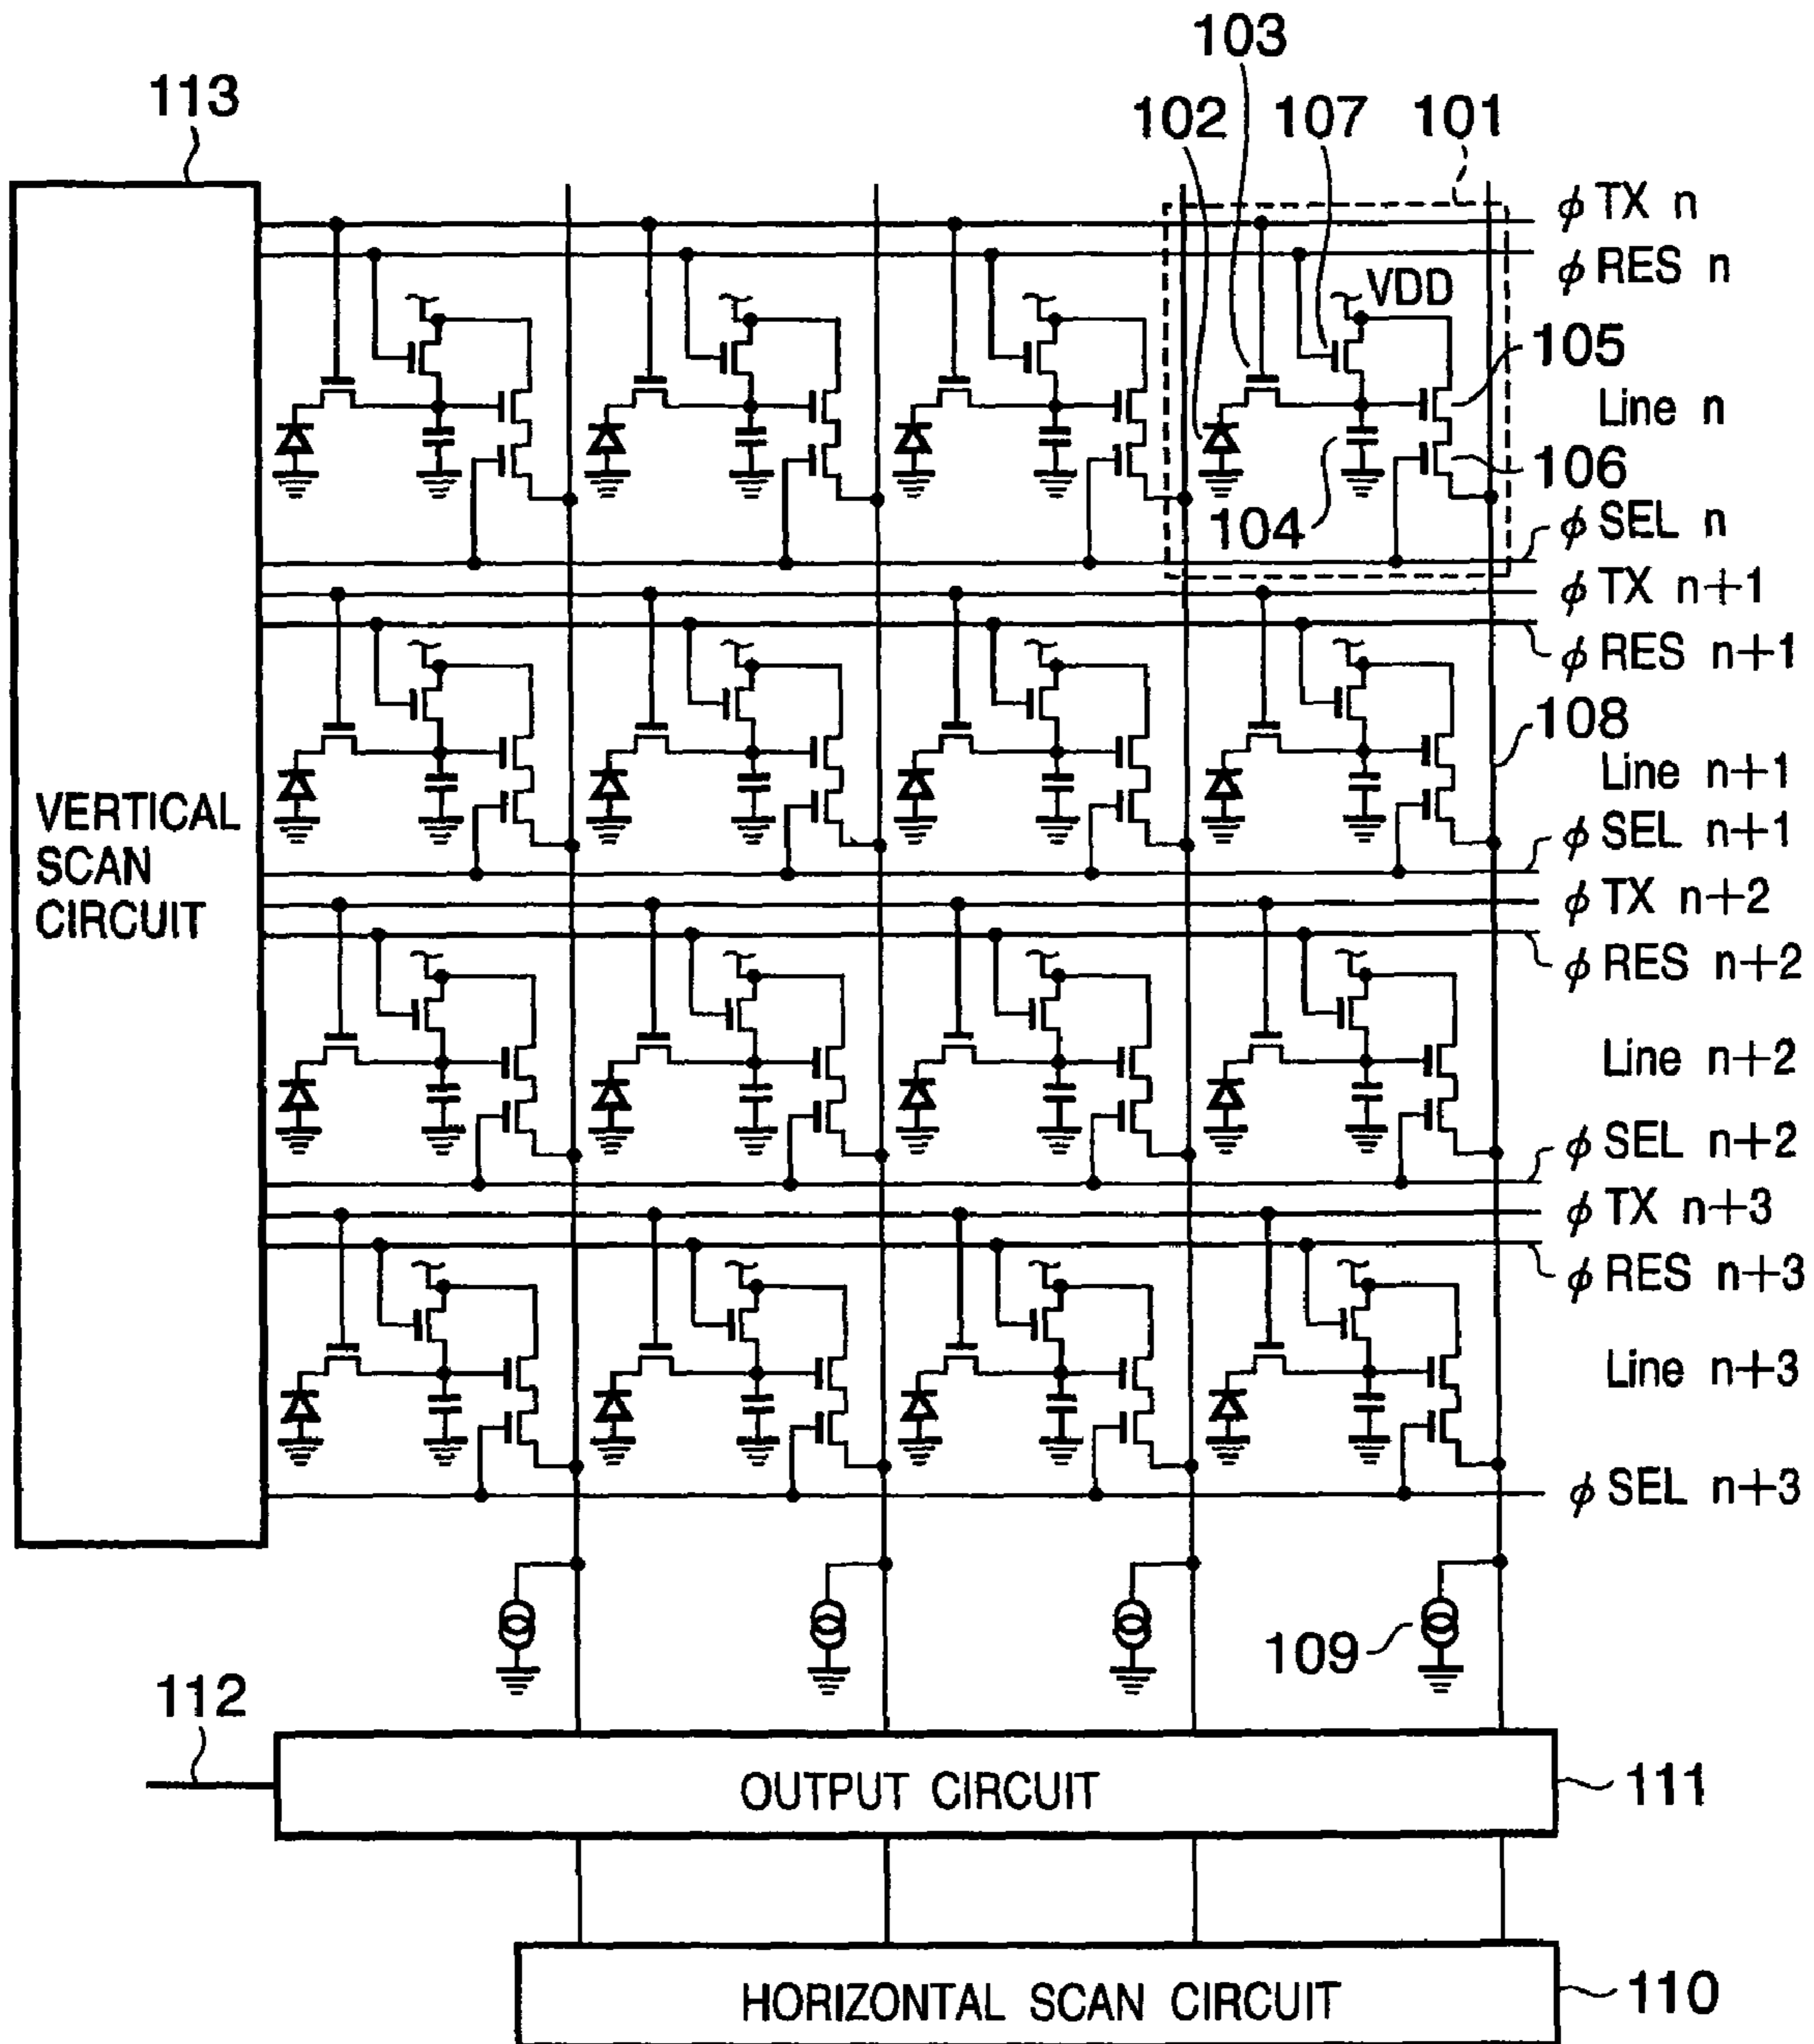 103
113
102 107 101
φ TX n
φ RES n
VDD
105
Line n
106
104
φ SEL n
φ TX n+1
φ RES n+1
108
Line n+1
VERTICAL
SCAN
CIRCUIT
φ SEL n+1
φ TX n+2
φ RES n+2
Line n+2
φ SEL n+2
φ TX n+3
φ RES n+3
Line n+3
φ SEL n+3
109
112
OUTPUT CIRCUIT
111
HORIZONTAL SCAN CIRCUIT
110